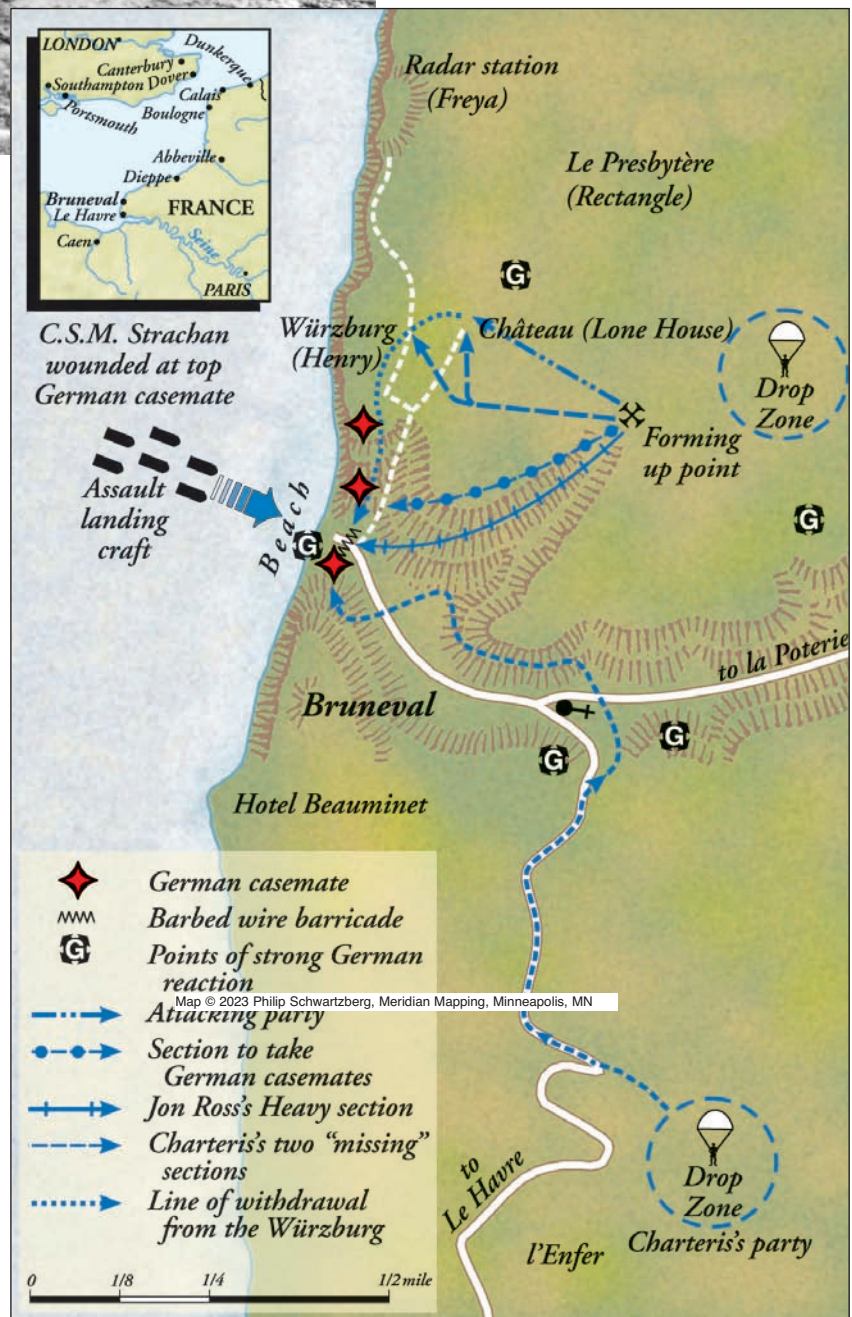 LONDON
Dunkerque
Canterbury
Southampton Dover
Calais
Portsmouth
Boulogne
Abbeville
Dieppe
Bruneval
Le Havre
FRANCE
Caen
Seine
PARIS
Radar station
(Freya)
Le Presbytère
(Rectangle)
G
C.S.M. Strachan
wounded at top
German casemate
Würzburg
(Henry)
Château (Lone House)
Drop
Zone
Forming
up point
Assault
landing
craft
Beach
G
G
to la Poterie
Bruneval
G
G
Hotel Beauminet
German casemate
Barbed wire barricade
G
Points of strong German
reaction
Map © 2023 Philip Schwartzberg, Meridian Mapping, Minneapolis, MN
Attacking party
Section to take
German casemates
Jon Ross's Heavy section
Charteris's two "missing"
sections
Line of withdrawal
from the Würzburg
0 1/8 1/4 1/2 mile
to
Le Havre
Drop
Zone
Charteris's party
l'Enfer